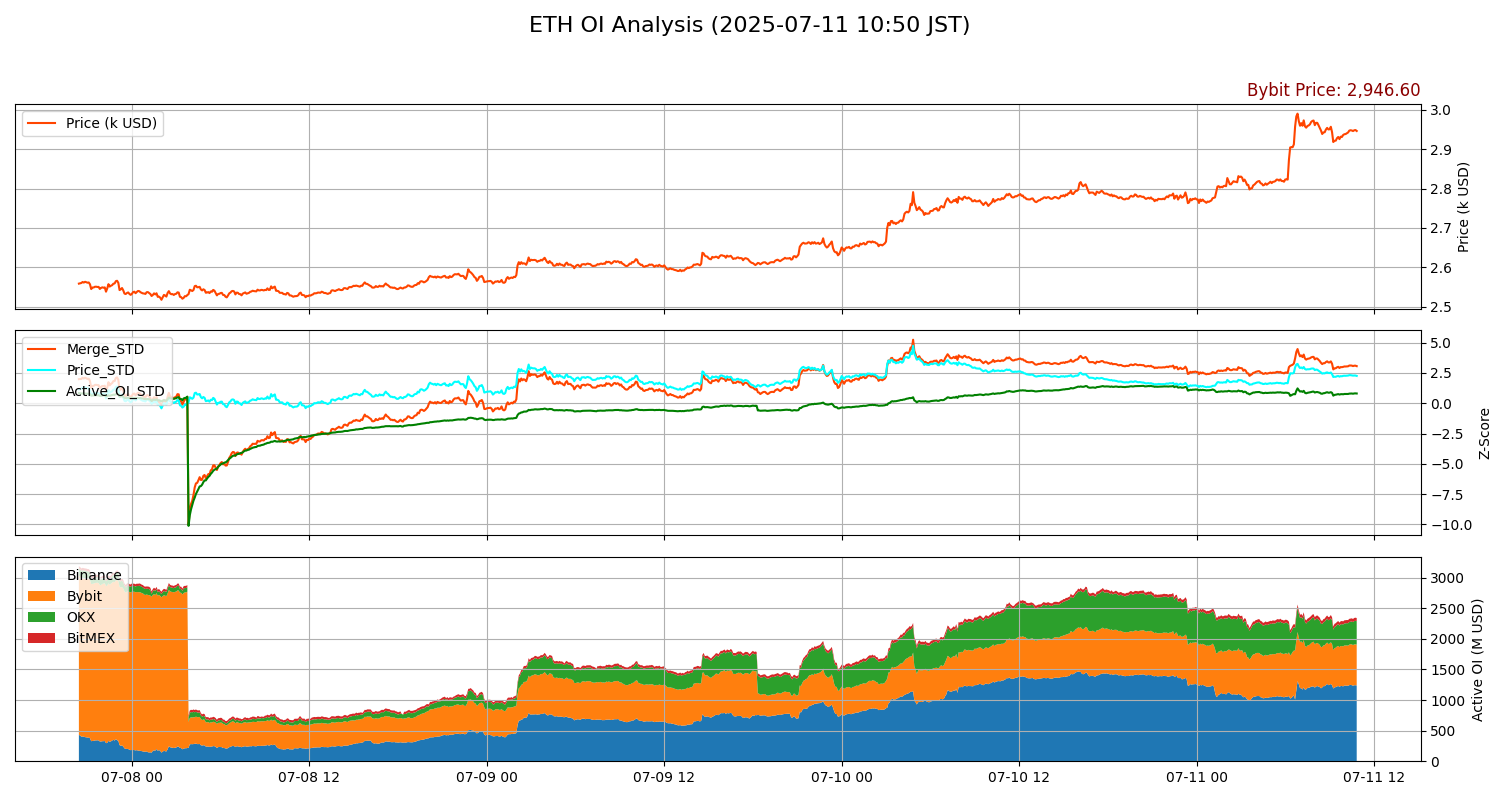 ETH OI Analysis (2025-07-11 10:50 JST)
Bybit Price: 2,946.60
Price (k USD)
3.0
2.9
2.8
2.7
2.6
2.5
Price (k USD)
Merge_STD
Price_STD
Active_OI_STD
5.0
2.5
0.0
−2.5
−5.0
−7.5
−10.0
Z-Score
Binance
Bybit
OKX
BitMEX
3000
2500
2000
1500
1000
500
0
Active OI (M USD)
07-08 00
07-08 12
07-09 00
07-09 12
07-10 00
07-10 12
07-11 00
07-11 12